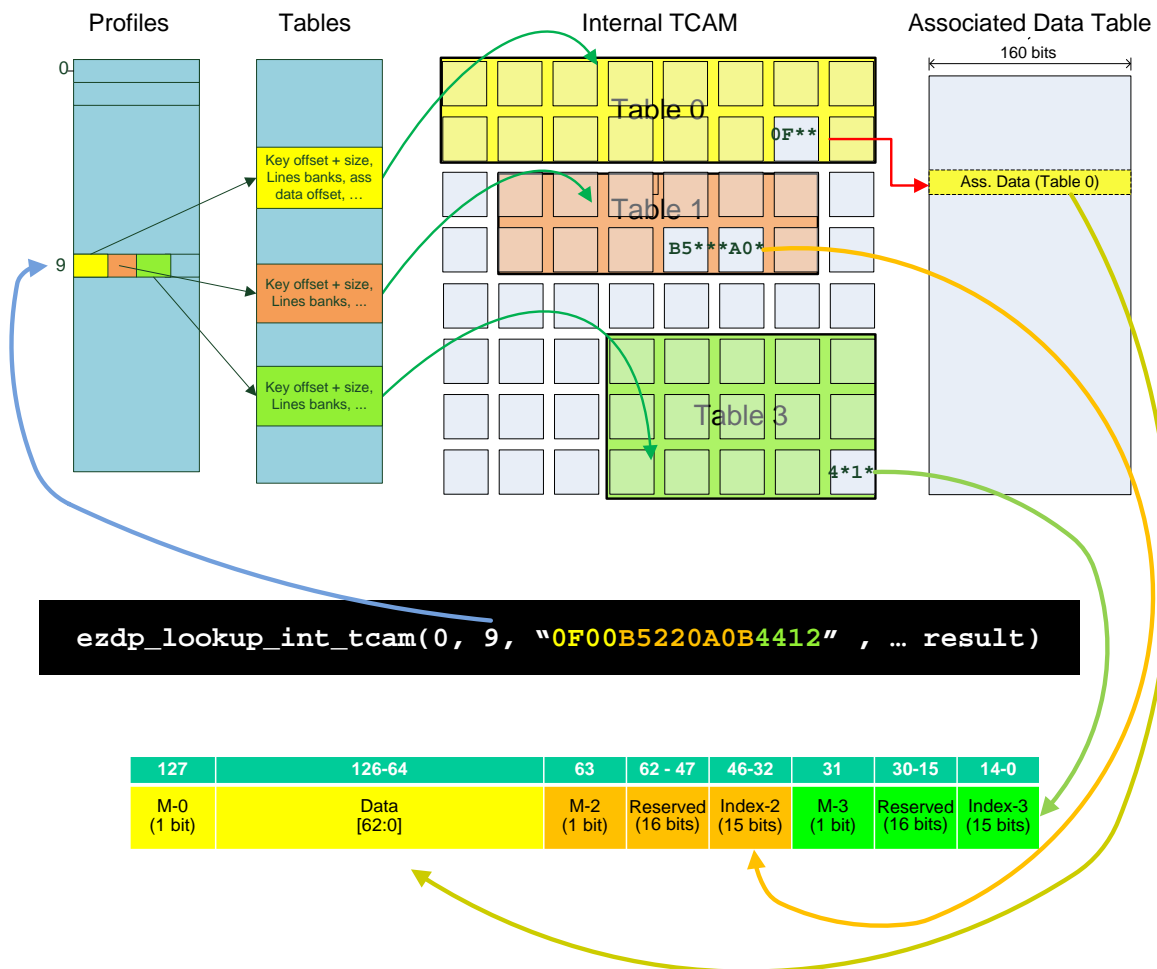 Profiles
Tables
Internal TCAM
Associated Data Table
160 bits
0
9
Key offset + size,
Lines banks, ass
data offset, ...
Key offset + size,
Lines banks, ...
Key offset + size,
Lines banks, ...
Table 0
0F**
Table 1
B5***A0*
Table 3
4*1*
Ass. Data (Table 0)
ezdp_lookup_int_tcam(0, 9, “0F00B5220A0B4412” , … result)
127 126-64 63 62 - 47 46-32 31 30-15 14-0
M-0 Data M-2 Reserved Index-2 M-3 Reserved Index-3
(1 bit) [62:0] (1 bit) (16 bits) (15 bits) (1 bit) (16 bits) (15 bits)